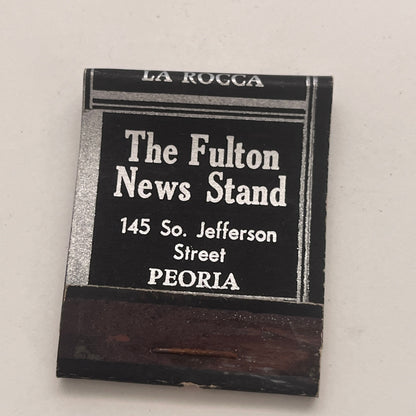 LA ROCCA
The Fulton
News Stand
145 So. Jefferson
Street
PEORIA